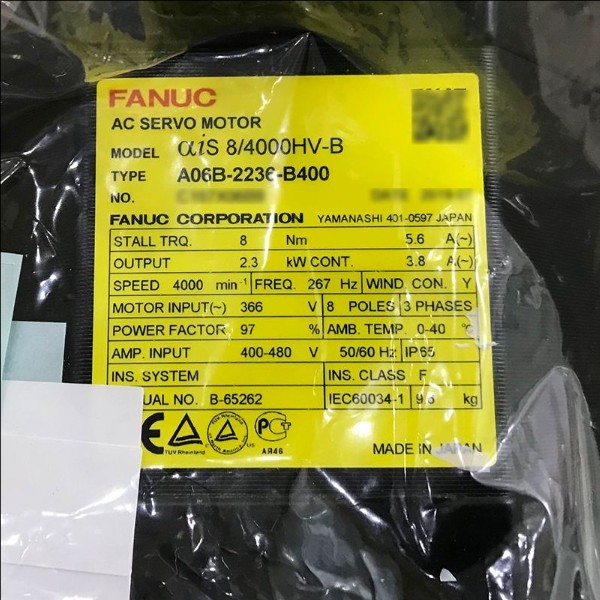 FANUC
AC SERVO MOTOR
MODEL αiS 8/4000HV-B
TYPE A06B-2236-B400
NO.
FANUC CORPORATION YAMANASHI 401-0597 JAPAN
STALL TRQ. 8 Nm 5.6 A(~)
OUTPUT 2.3 kW CONT. 3.8 A(~)
SPEED 4000 min⁻¹ FREQ. 267 Hz WIND. CON. Y
MOTOR INPUT(~) 366 V 8 POLES 3 PHASES
POWER FACTOR 97 % AMB. TEMP. 0-40 ℃
AMP. INPUT 400-480 V 50/60 Hz IP65
INS. SYSTEM INS. CLASS F
UAL NO. B-65262 IEC60034-1 kg
CE TÜV Rheinland US PCT АЯ46
MADE IN JAPAN